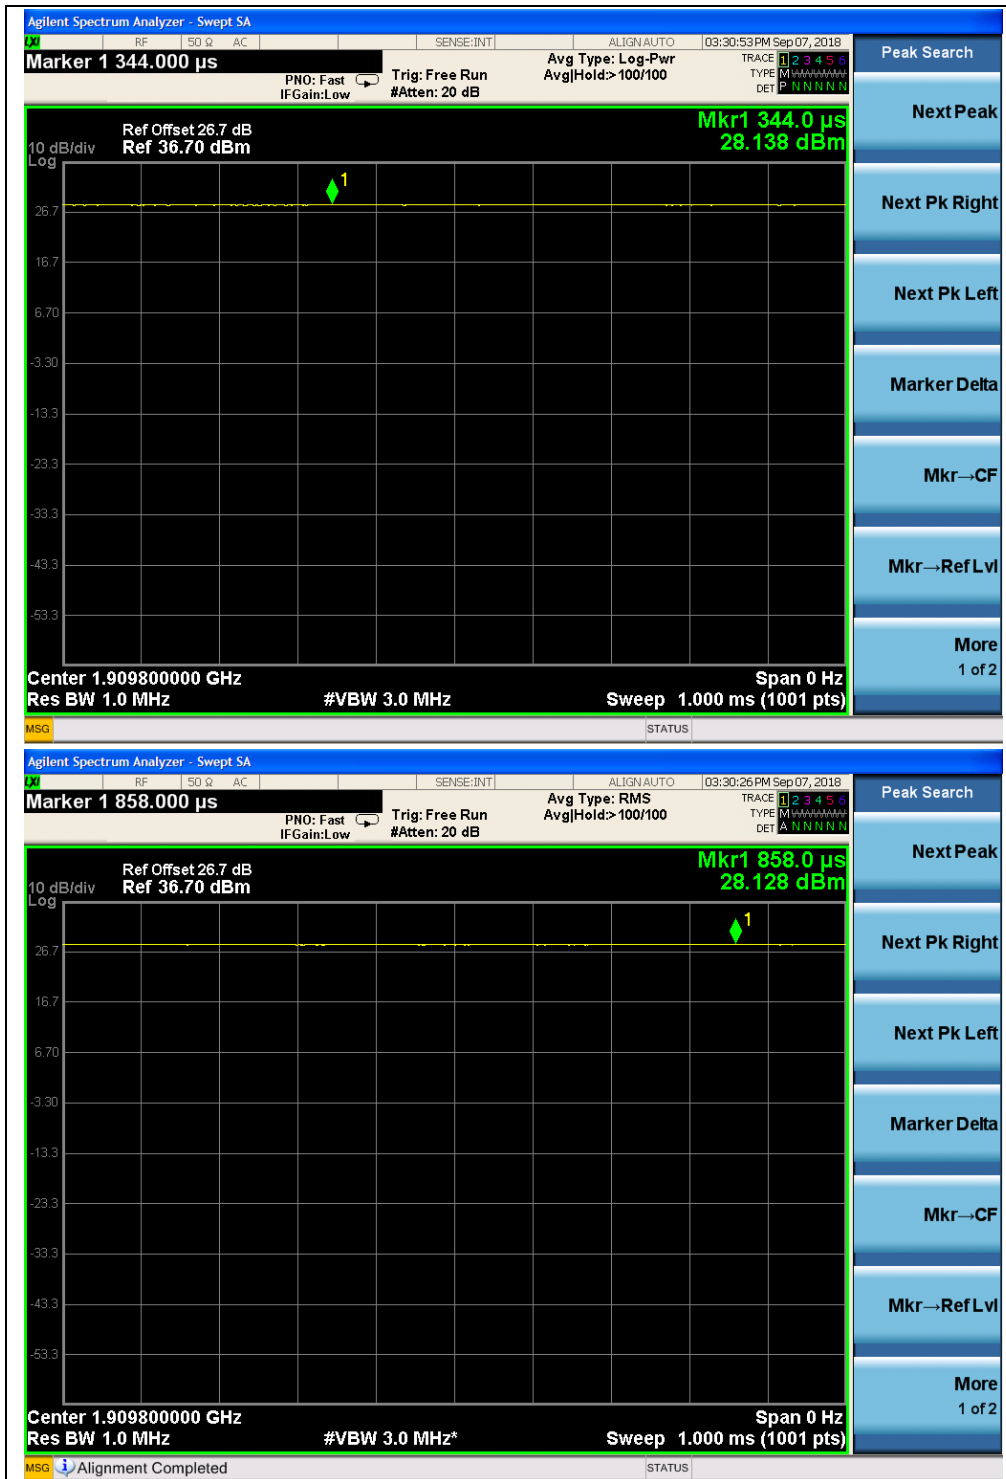 Agilent Spectrum Analyzer - Swept SA
LXI RF 50 Ω AC SENSE:INT ALIGN AUTO 03:30:53 PM Sep 07, 2018
Marker 1 344.000 µs
PNO: Fast
IFGain:Low
Trig: Free Run
#Atten: 20 dB
Avg Type: Log-Pwr
Avg|Hold:>100/100
TRACE 1 2 3 4 5 6
TYPE M
DET P N N N N N
Peak Search
Ref Offset 26.7 dB
10 dB/div Ref 36.70 dBm
Log
Mkr1 344.0 µs
28.138 dBm
1
26.7
16.7
6.70
-3.30
-13.3
-23.3
-33.3
-43.3
-53.3
Center 1.909800000 GHz Span 0 Hz
Res BW 1.0 MHz #VBW 3.0 MHz Sweep 1.000 ms (1001 pts)
Next Peak
Next Pk Right
Next Pk Left
Marker Delta
Mkr→CF
Mkr→Ref Lvl
More
1 of 2
MSG STATUS
Agilent Spectrum Analyzer - Swept SA
LXI RF 50 Ω AC SENSE:INT ALIGN AUTO 03:30:26 PM Sep 07, 2018
Marker 1 858.000 µs
PNO: Fast
IFGain:Low
Trig: Free Run
#Atten: 20 dB
Avg Type: RMS
Avg|Hold:>100/100
TRACE 1 2 3 4 5 6
TYPE M
DET A N N N N N
Peak Search
Ref Offset 26.7 dB
10 dB/div Ref 36.70 dBm
Log
Mkr1 858.0 µs
28.128 dBm
1
26.7
16.7
6.70
-3.30
-13.3
-23.3
-33.3
-43.3
-53.3
Center 1.909800000 GHz Span 0 Hz
Res BW 1.0 MHz #VBW 3.0 MHz* Sweep 1.000 ms (1001 pts)
Next Peak
Next Pk Right
Next Pk Left
Marker Delta
Mkr→CF
Mkr→Ref Lvl
More
1 of 2
MSG Alignment Completed STATUS